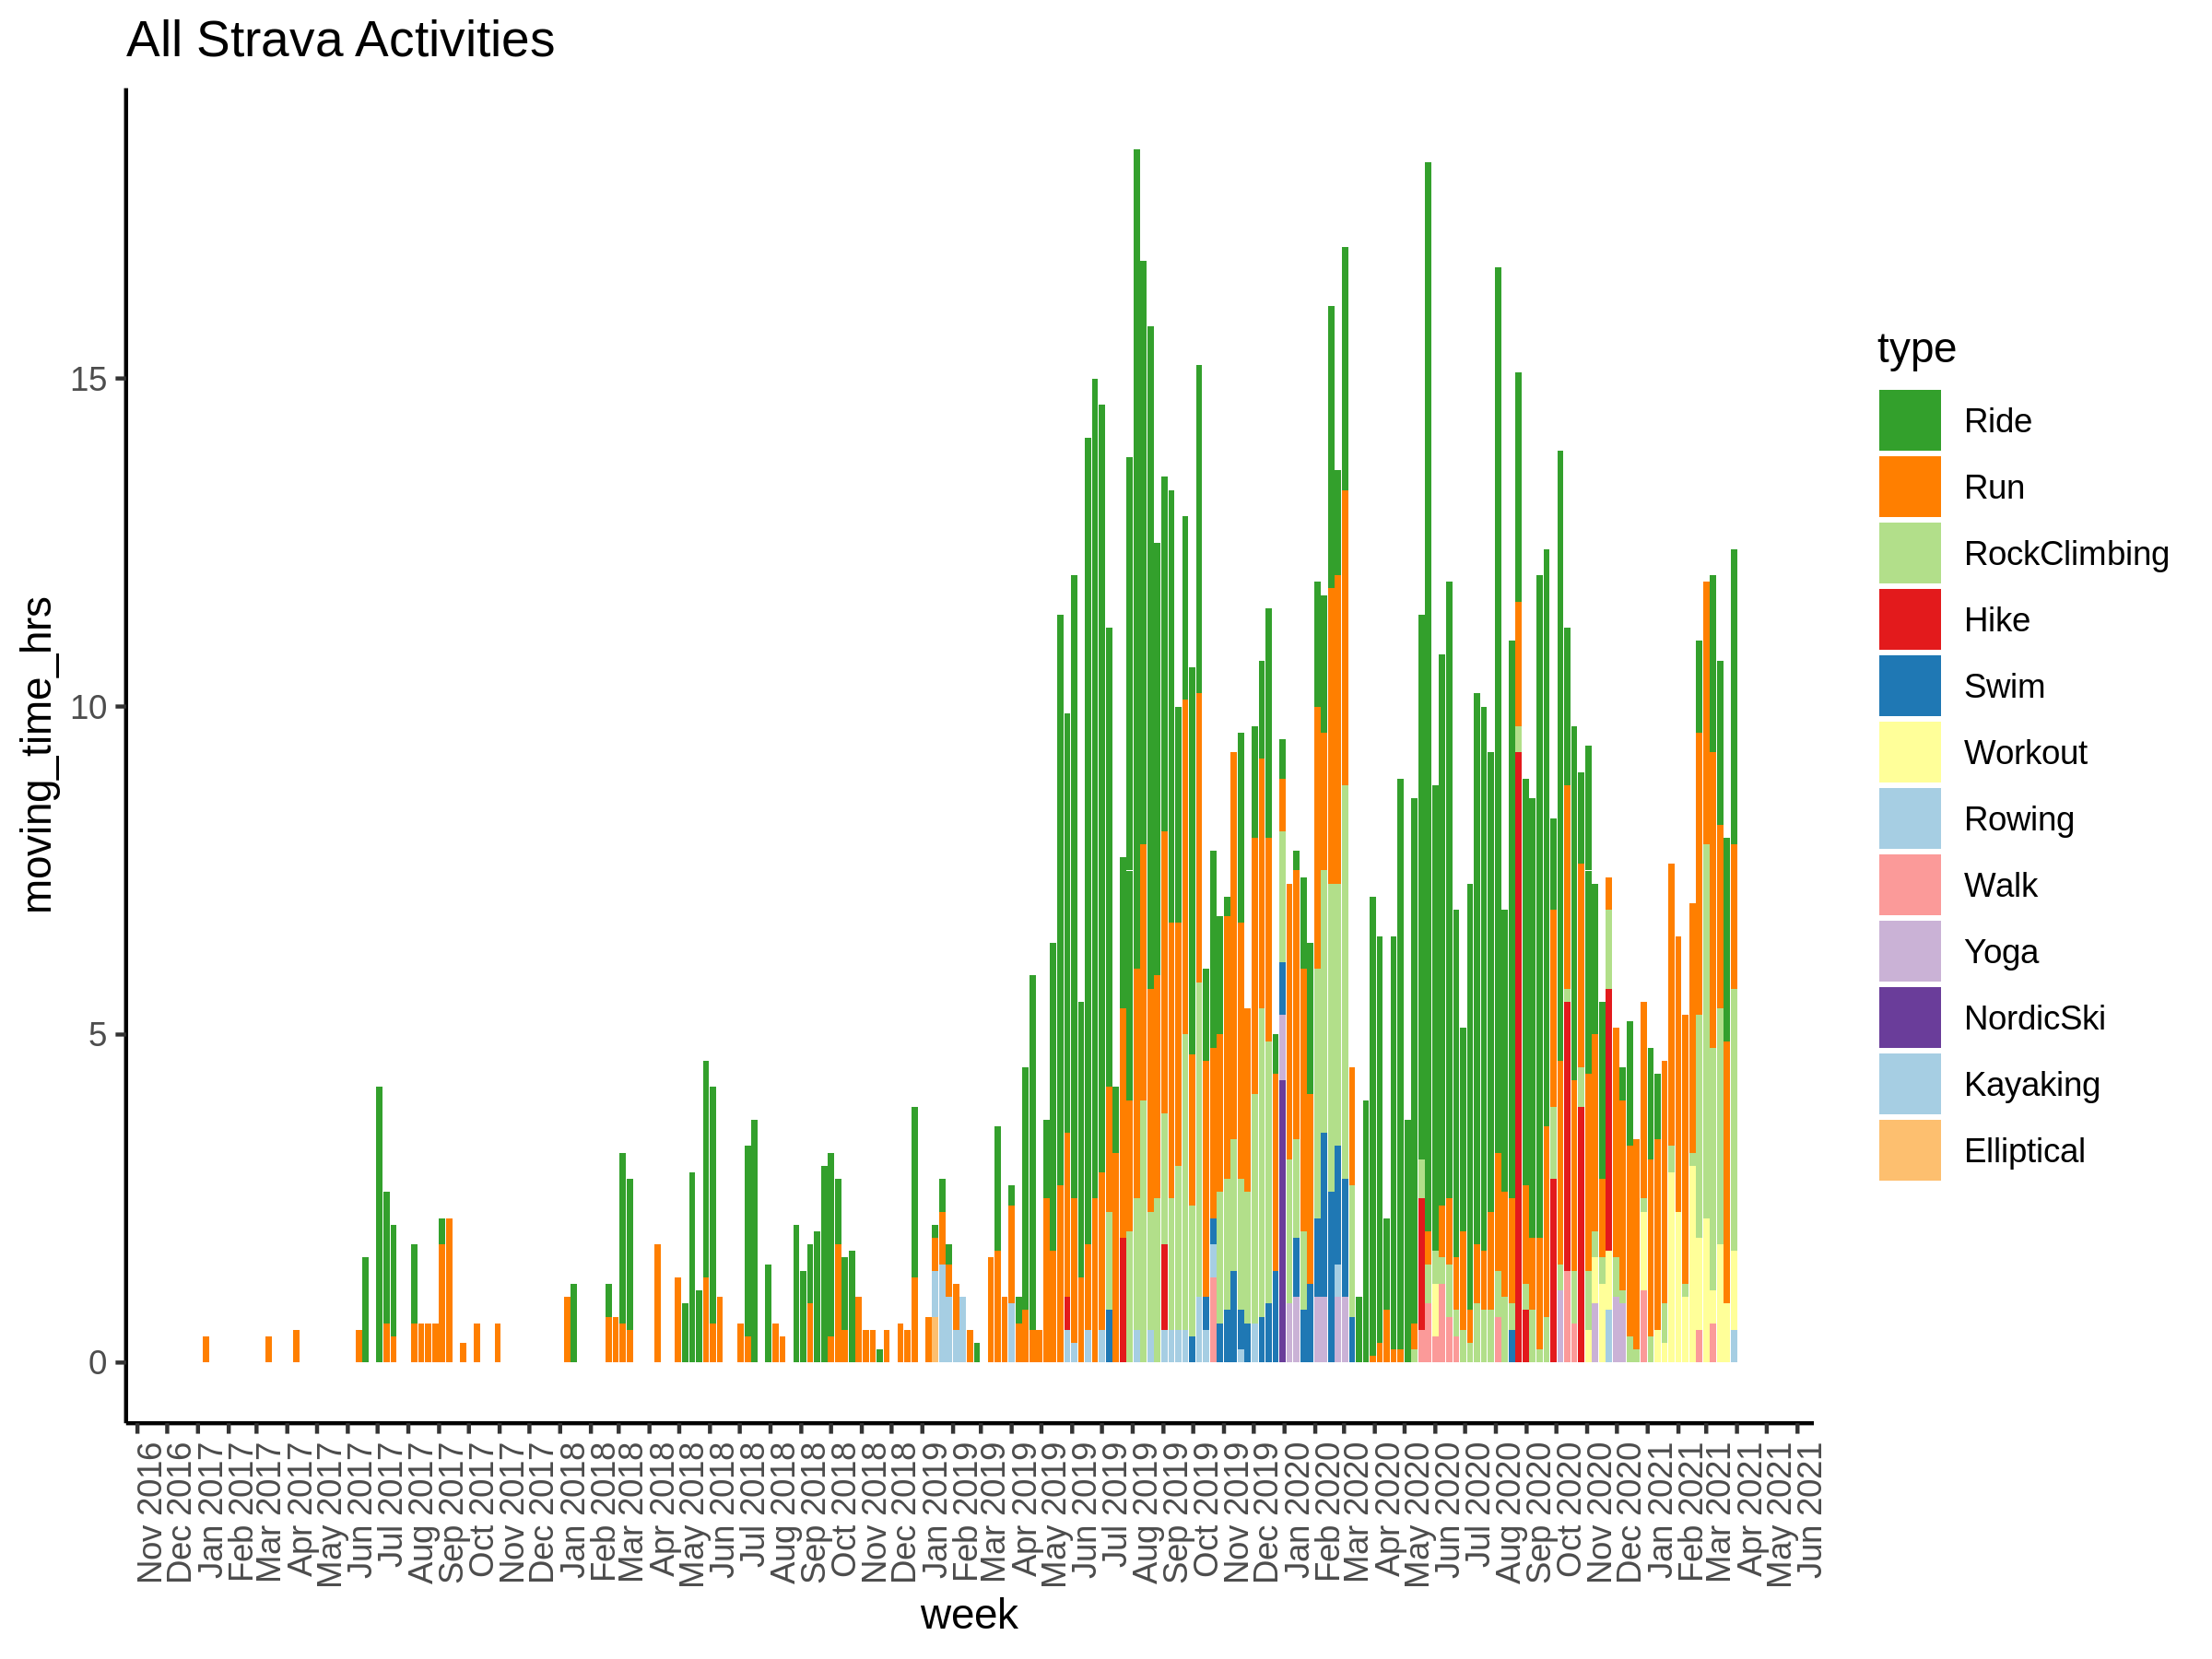 All Strava Activities
moving_time_hrs
15
10
5
0
Nov 2016
Dec 2016
Jan 2017
Feb 2017
Mar 2017
Apr 2017
May 2017
Jun 2017
Jul 2017
Aug 2017
Sep 2017
Oct 2017
Nov 2017
Dec 2017
Jan 2018
Feb 2018
Mar 2018
Apr 2018
May 2018
Jun 2018
Jul 2018
Aug 2018
Sep 2018
Oct 2018
Nov 2018
Dec 2018
Jan 2019
Feb 2019
Mar 2019
Apr 2019
May 2019
Jun 2019
Jul 2019
Aug 2019
Sep 2019
Oct 2019
Nov 2019
Dec 2019
Jan 2020
Feb 2020
Mar 2020
Apr 2020
May 2020
Jun 2020
Jul 2020
Aug 2020
Sep 2020
Oct 2020
Nov 2020
Dec 2020
Jan 2021
Feb 2021
Mar 2021
Apr 2021
May 2021
Jun 2021
week
type
Ride
Run
RockClimbing
Hike
Swim
Workout
Rowing
Walk
Yoga
NordicSki
Kayaking
Elliptical